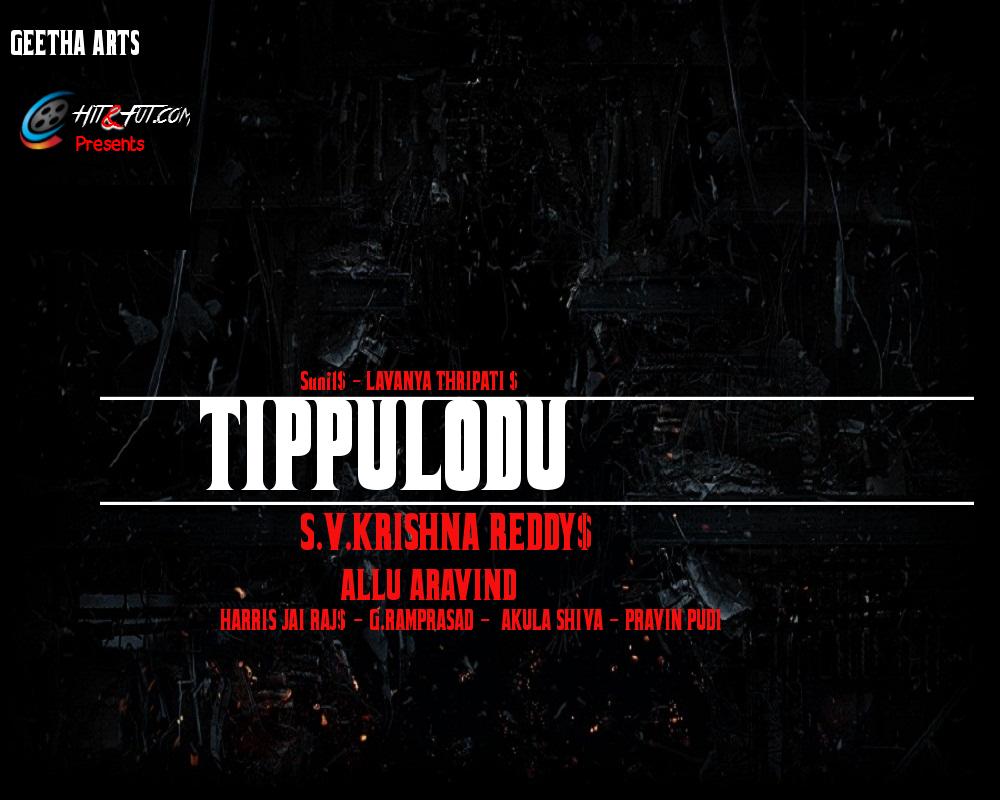 GEETHA ARTS
HIT&FUT.COM
Presents
Sunil$ - LAVANYA THRIPATI $
TIPPULODU
S.V.KRISHNA REDDY$
ALLU ARAVIND
HARRIS JAI RAJ$ - G.RAMPRASAD - AKULA SHIVA - PRAVIN PUDI